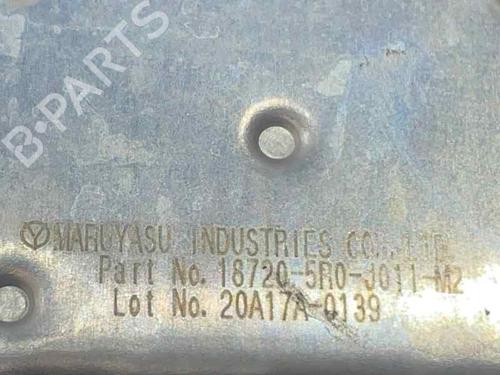 B-PARTS
MARUYASU INDUSTRIES CO., LTD.
Part No. 18720-5R0-J011-M2
Lot No. 20A17A-0139